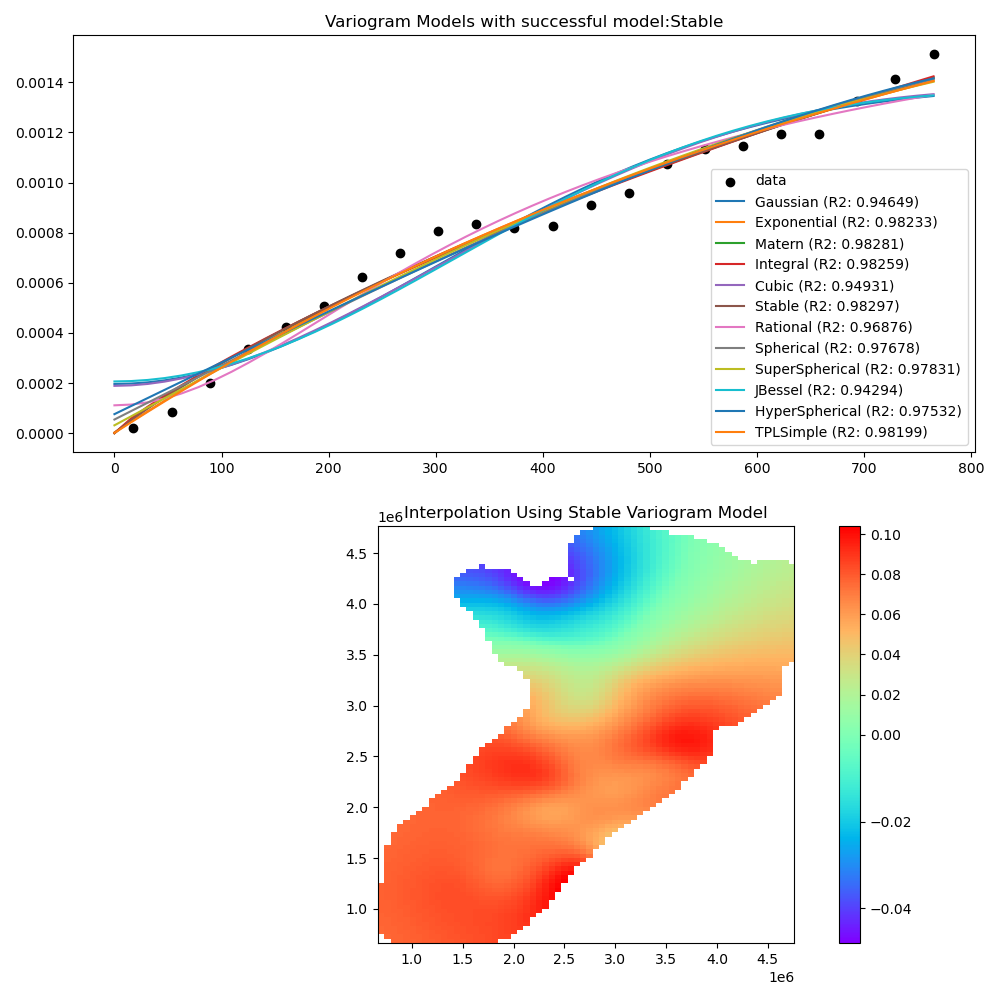 Variogram Models with successful model:Stable
0.0014
0.0012
0.0010
0.0008
0.0006
0.0004
0.0002
0.0000
data
Gaussian (R2: 0.94649)
Exponential (R2: 0.98233)
Matern (R2: 0.98281)
Integral (R2: 0.98259)
Cubic (R2: 0.94931)
Stable (R2: 0.98297)
Rational (R2: 0.96876)
Spherical (R2: 0.97678)
SuperSpherical (R2: 0.97831)
JBessel (R2: 0.94294)
HyperSpherical (R2: 0.97532)
TPLSimple (R2: 0.98199)
0 100 200 300 400 500 600 700 800
1e6 Interpolation Using Stable Variogram Model
4.5
4.0
3.5
3.0
2.5
2.0
1.5
1.0
1.0 1.5 2.0 2.5 3.0 3.5 4.0 4.5
1e6
0.10
0.08
0.06
0.04
0.02
0.00
−0.02
−0.04